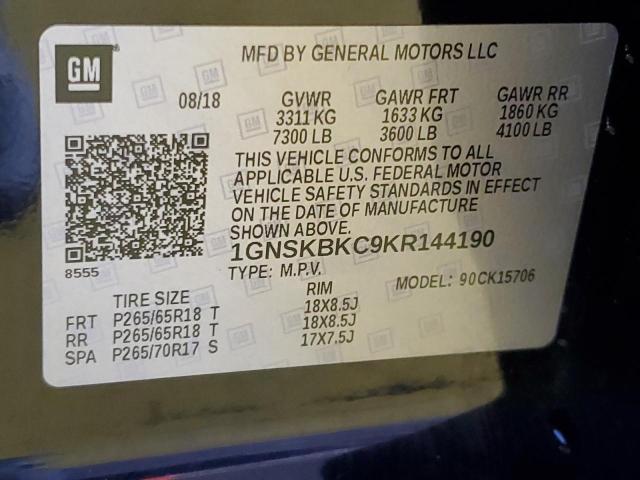 GM
MFD BY GENERAL MOTORS LLC
08/18 GVWR GAWR FRT GAWR RR
3311 KG 1633 KG 1860 KG
7300 LB 3600 LB 4100 LB
THIS VEHICLE CONFORMS TO ALL
APPLICABLE U.S. FEDERAL MOTOR
VEHICLE SAFETY STANDARDS IN EFFECT
ON THE DATE OF MANUFACTURE
SHOWN ABOVE.
1GNSKBKC9KR144190
8555 TYPE: M.P.V. MODEL: 90CK15706
TIRE SIZE RIM
FRT P265/65R18 T 18X8.5J
RR P265/65R18 T 18X8.5J
SPA P265/70R17 S 17X7.5J